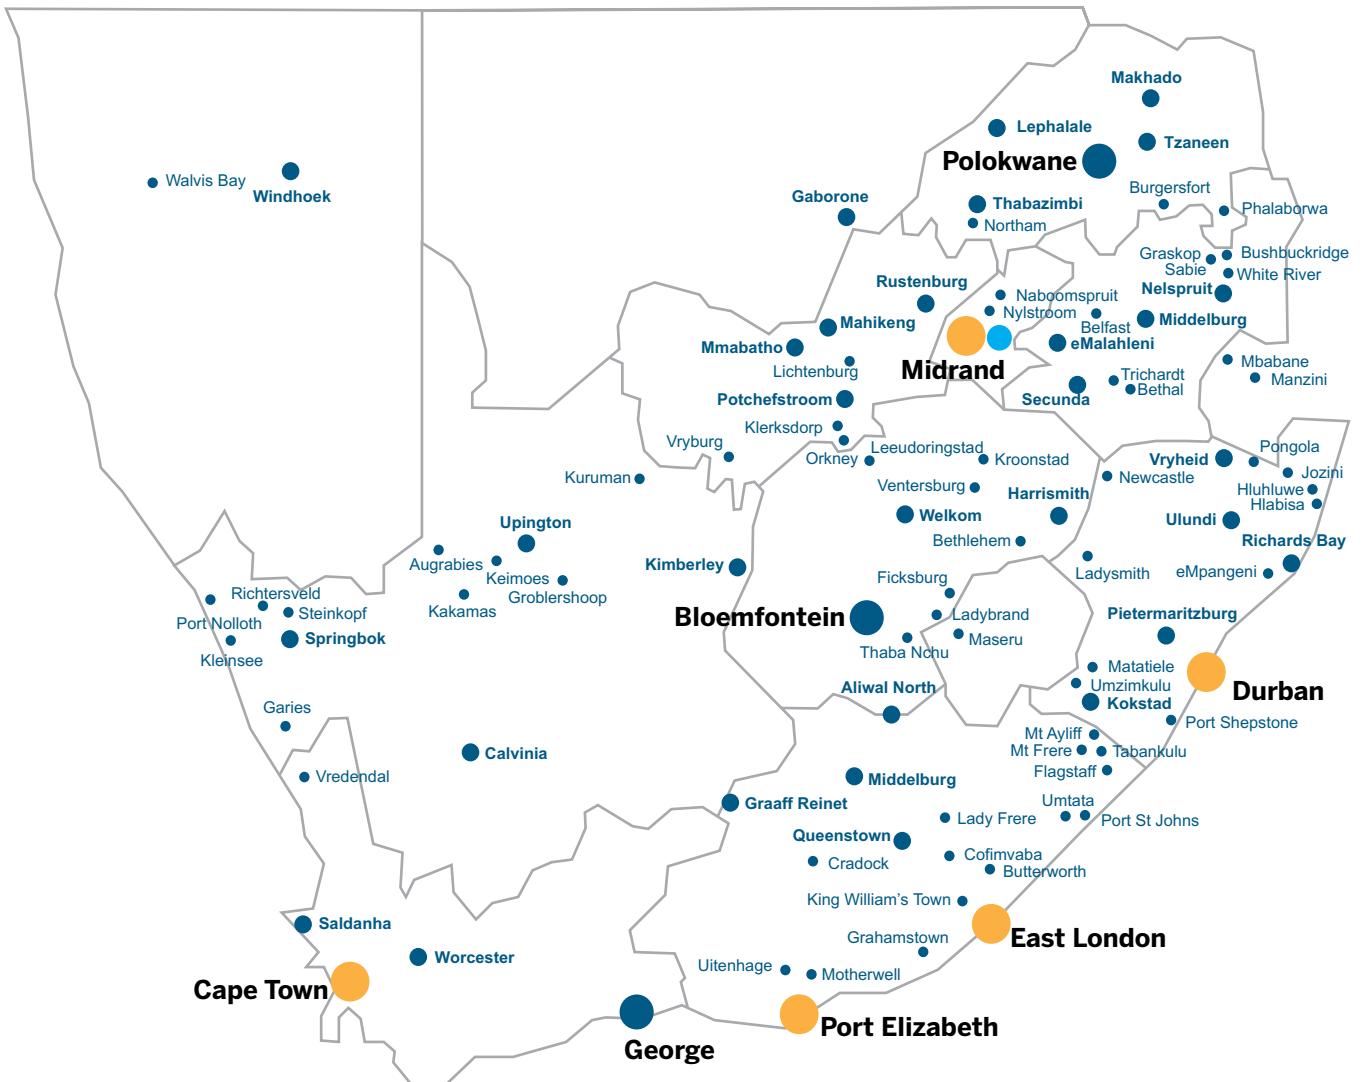 Makhado
Lephalale
Tzaneen
Polokwane
Walvis Bay
Windhoek
Burgersfort
Gaborone
Thabazimbi
Phalaborwa
Northam
Graskop
Bushbuckridge
Sabie
White River
Rustenburg
Nelspruit
Naboomspruit
Nylstroom
Mahikeng
Middelburg
Belfast
Mmabatho
eMalahleni
Lichtenburg
Midrand
Mbabane
Trichardt
Manzini
Bethal
Potchefstroom
Secunda
Klerksdorp
Vryburg
Leeudoringstad
Pongola
Orkney
Kroonstad
Vryheid
Jozini
Kuruman
Newcastle
Ventersburg
Hluhluwe
Harrismith
Hlabisa
Upington
Welkom
Ulundi
Bethlehem
Richards Bay
Augrabies
Kimberley
Keimoes
Ficksburg
Ladysmith
eMpangeni
Groblershoop
Richtersveld
Kakamas
Steinkopf
Bloemfontein
Ladybrand
Pietermaritzburg
Port Nolloth
Springbok
Maseru
Thaba Nchu
Kleinsee
Matatiele
Umzimkulu
Aliwal North
Durban
Kokstad
Garies
Port Shepstone
Mt Ayliff
Calvinia
Mt Frere
Tabankulu
Vredendal
Middelburg
Flagstaff
Graaff Reinet
Umtata
Lady Frere
Port St Johns
Queenstown
Cofimvaba
Cradock
Butterworth
King William's Town
Saldanha
Grahamstown
East London
Worcester
Uitenhage
Motherwell
Cape Town
Port Elizabeth
George